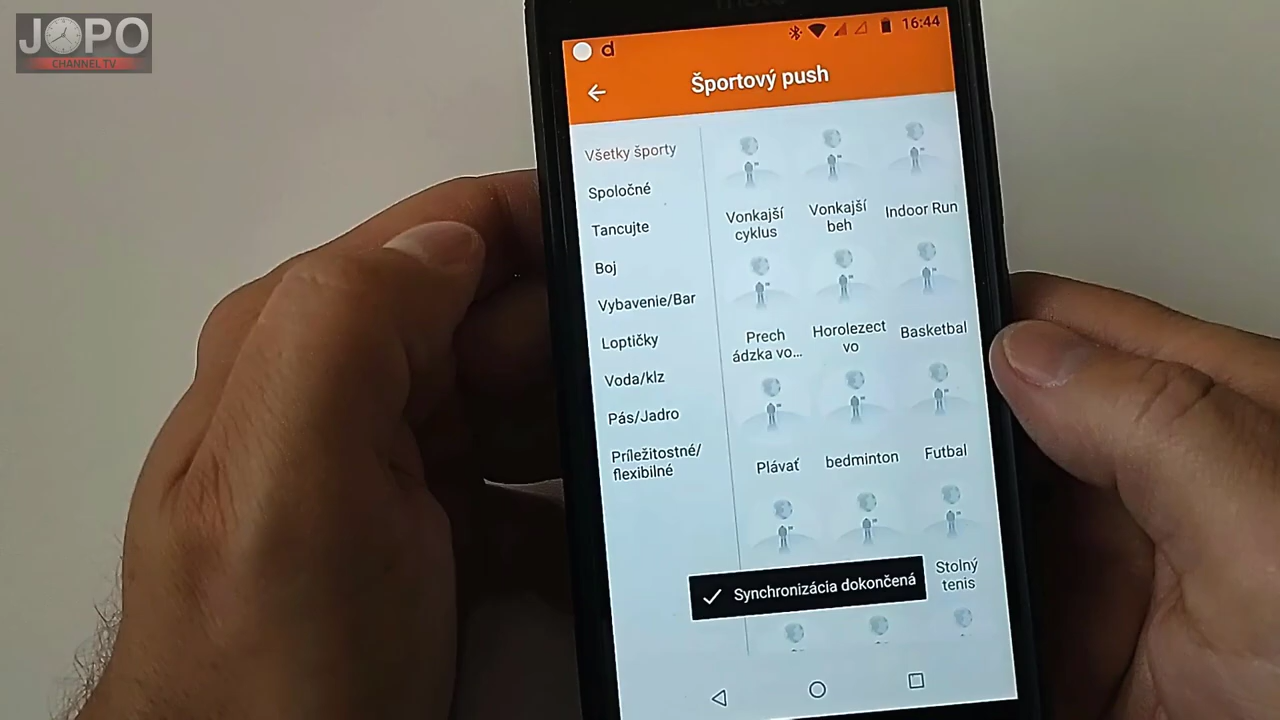 JOPO
CHANNEL TV
16:44
Športový push
Všetky športy
Spoločné
Tancujte
Boj
Vybavenie/Bar
Loptičky
Voda/klz
Pás/Jadro
Príležitostné/
flexibilné
Vonkajší
cyklus
Vonkajší
beh
Indoor Run
Prech
ádzka vo...
Horolezect
vo
Basketbal
Plávať
bedminton
Futbal
Stolný
tenis
Synchronizácia dokončená